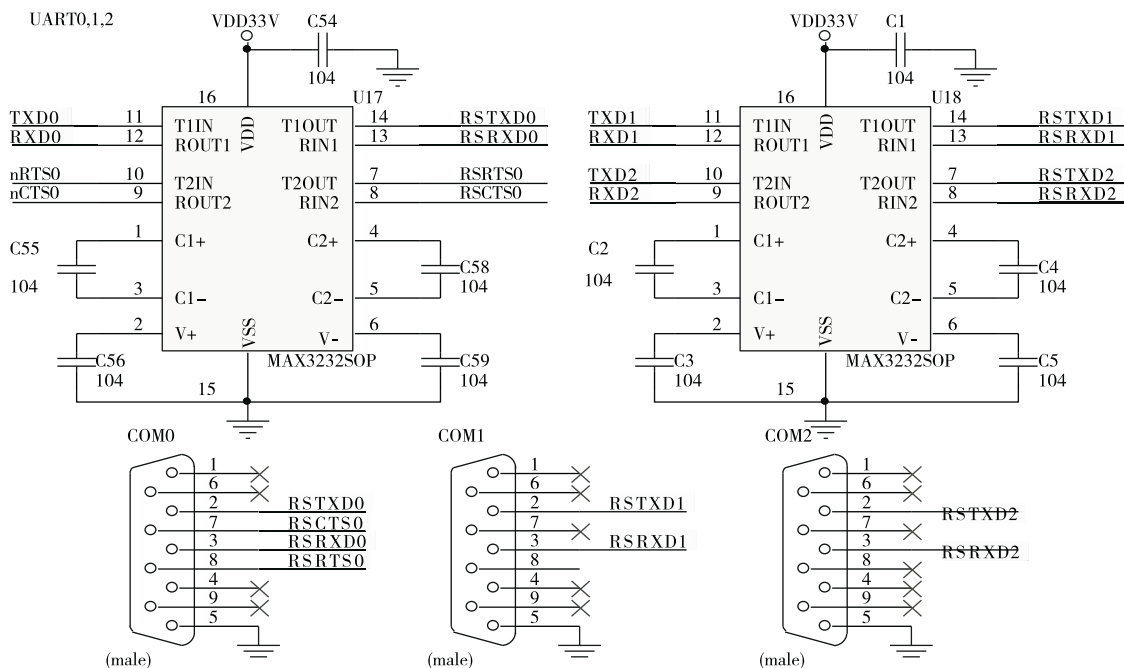 UART0,1,2
VDD33V
C54
104
16
U17
TXD0
11
T1IN
VDD
T1OUT
14
RSTXD0
RXD0
12
ROUT1
RIN1
13
RSRXD0
nRTS0
10
T2IN
T2OUT
7
RSRTS0
nCTS0
9
ROUT2
RIN2
8
RSCTS0
C55
104
1
C1+
C2+
4
3
C1−
C2−
5
C58
104
2
V+
VSS
V−
6
C56
104
MAX3232SOP
C59
104
15
VDD33V
C1
104
16
U18
TXD1
11
T1IN
VDD
T1OUT
14
RSTXD1
RXD1
12
ROUT1
RIN1
13
RSRXD1
TXD2
10
T2IN
T2OUT
7
RSTXD2
RXD2
9
ROUT2
RIN2
8
RSRXD2
C2
104
1
C1+
C2+
4
3
C1−
C2−
5
C4
104
2
V+
VSS
V−
6
C3
104
MAX3232SOP
C5
104
15
COM0
1
6
2
RSTXD0
7
RSCTS0
3
RSRXD0
8
RSRTS0
4
9
5
(male)
COM1
1
6
2
RSTXD1
7
3
RSRXD1
8
4
9
5
(male)
COM2
1
6
2
RSTXD2
7
3
RSRXD2
8
4
9
5
(male)